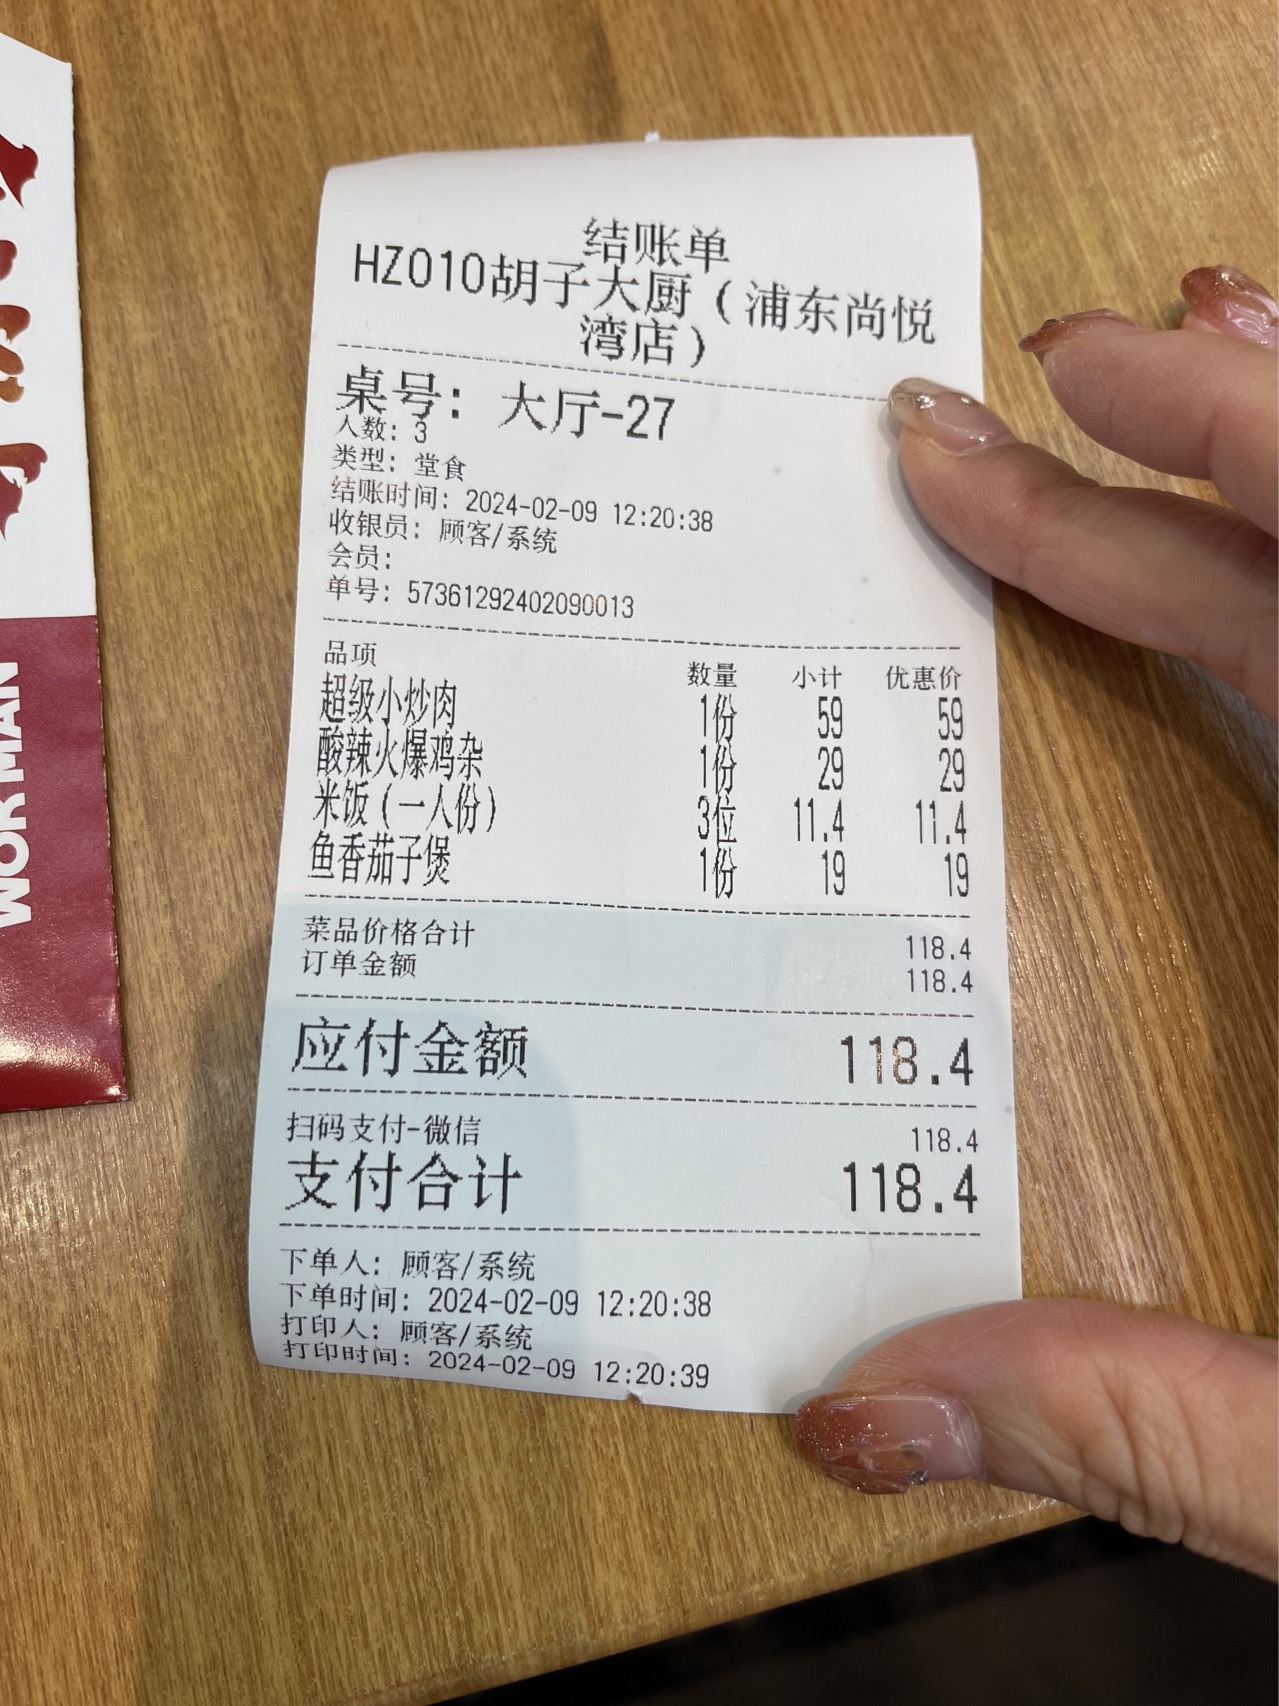 结账单
HZ010胡子大厨（浦东尚悦
湾店）
桌号：大厅-27
人数：3
类型：堂食
结账时间：2024-02-09 12:20:38
收银员：顾客/系统
会员：
单号：57361292402090013
品项 数量 小计 优惠价
超级小炒肉 1份 59 59
酸辣火爆鸡杂 1份 29 29
米饭（一人份） 3位 11.4 11.4
鱼香茄子煲 1份 19 19
菜品价格合计 118.4
订单金额 118.4
应付金额 118.4
扫码支付-微信 118.4
支付合计 118.4
下单人：顾客/系统
下单时间：2024-02-09 12:20:38
打印人：顾客/系统
打印时间：2024-02-09 12:20:39
WOR MAN